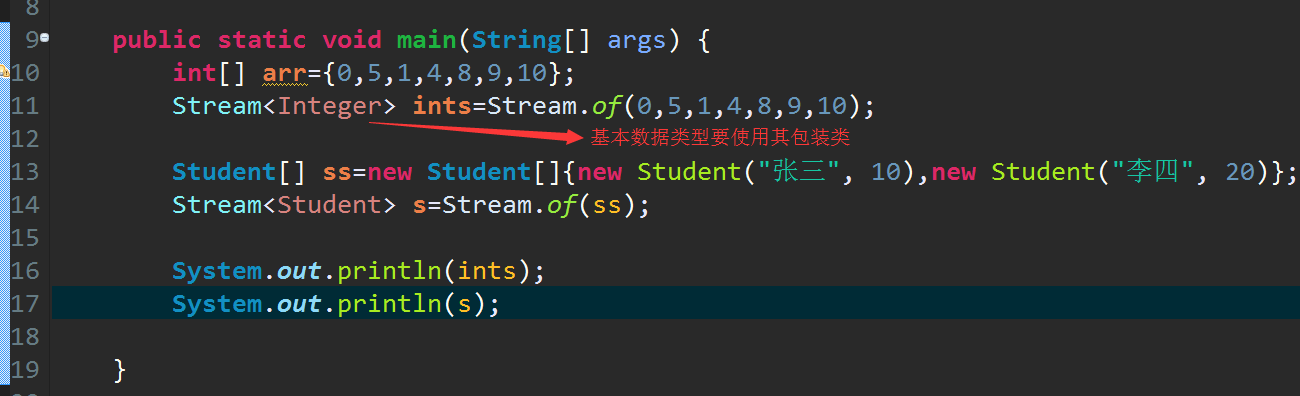 8
9 public static void main(String[] args) {
10 int[] arr={0,5,1,4,8,9,10};
11 Stream<Integer> ints=Stream.of(0,5,1,4,8,9,10);
12 基本数据类型要使用其包装类
13 Student[] ss=new Student[]{new Student("张三", 10),new Student("李四", 20)};
14 Stream<Student> s=Stream.of(ss);
15
16 System.out.println(ints);
17 System.out.println(s);
18
19 }